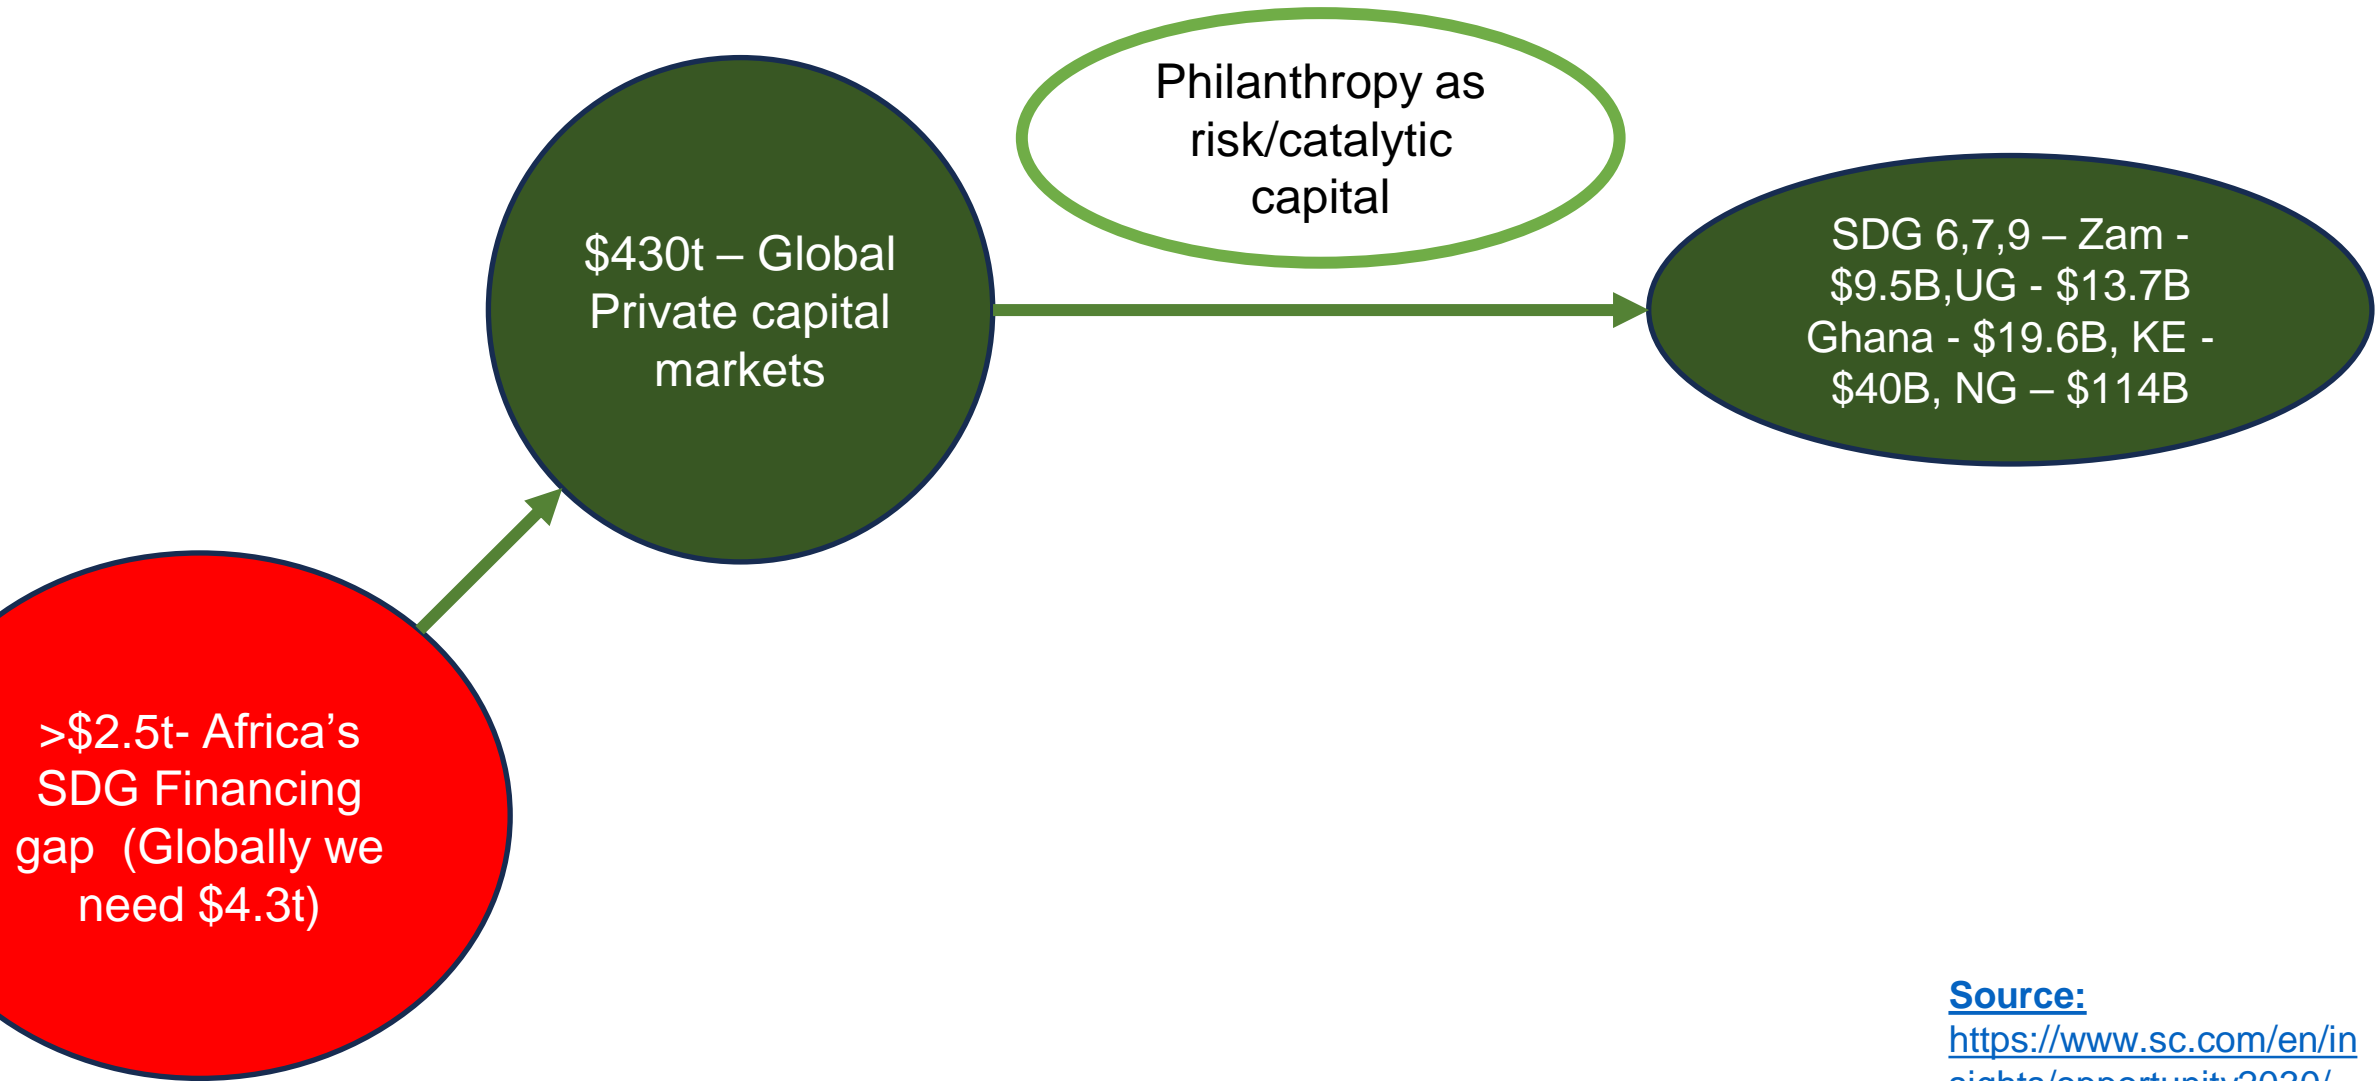 Philanthropy as
risk/catalytic
capital
$430t – Global
Private capital
markets
SDG 6,7,9 – Zam -
$9.5B,UG - $13.7B
Ghana - $19.6B, KE -
$40B, NG – $114B
>$2.5t- Africa’s
SDG Financing
gap  (Globally we
need $4.3t)
Source:
https://www.sc.com/en/in
sights/opportunity2030/